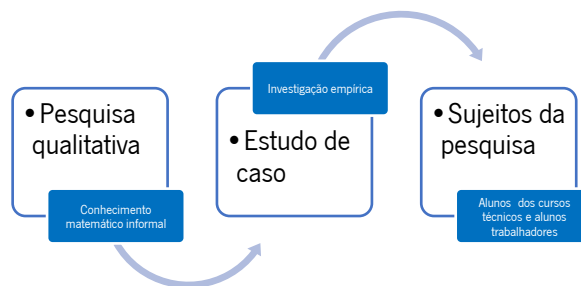 • Pesquisa
qualitativa
Conhecimento
matemático informal
Investigação empírica
• Estudo de
caso
• Sujeitos da
pesquisa
Alunos dos cursos
técnicos e alunos
trabalhadores